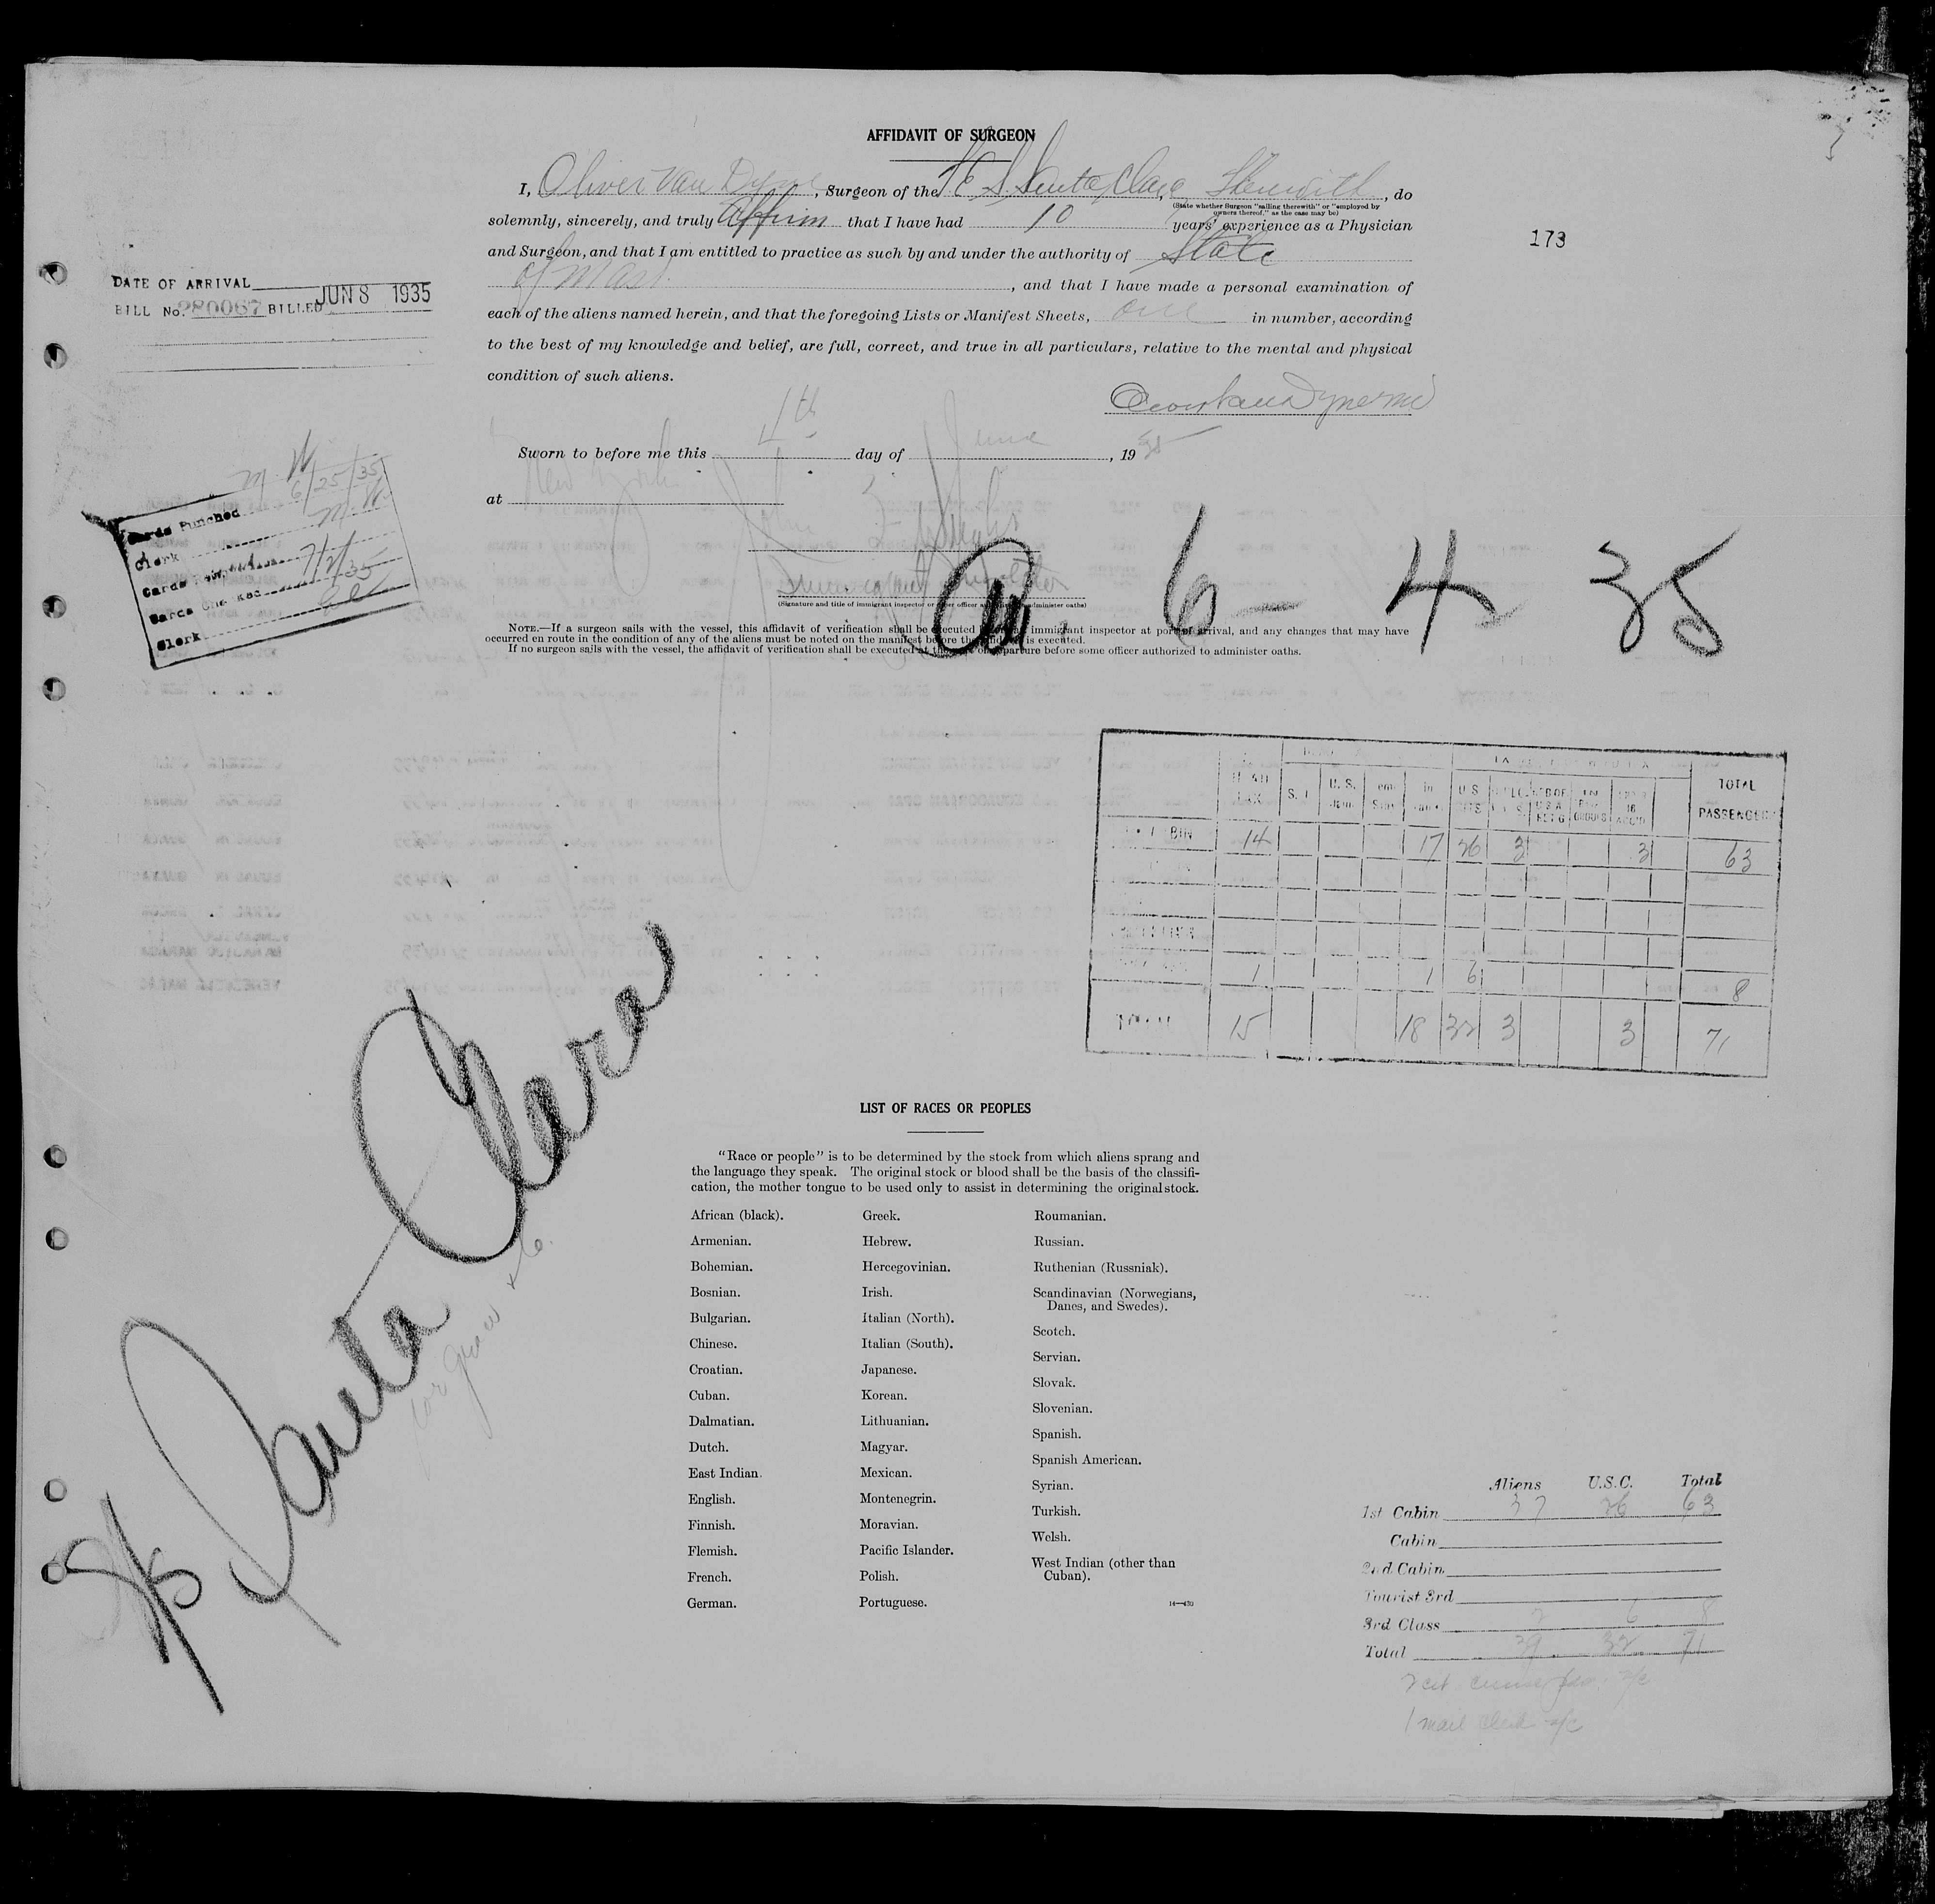 AFFIDAVIT OF SURGEON
I, Oliver Van Dyne, Surgeon of the S.S. Santa Clara, Therewith, do
(State whether Surgeon "sailing therewith" or "employed by owners thereof," as the case may be)
solemnly, sincerely, and truly affirm that I have had 10 years' experience as a Physician
and Surgeon, and that I am entitled to practice as such by and under the authority of State
of Mass., and that I have made a personal examination of
each of the aliens named herein, and that the foregoing Lists or Manifest Sheets, one in number, according
to the best of my knowledge and belief, are full, correct, and true in all particulars, relative to the mental and physical
condition of such aliens.
173
DATE OF ARRIVAL
BILL No. 280067 BILLED JUN 8 1935
Sworn to before me this 4th day of June, 1935
at New York
(Signature and title of immigrant inspector or other officer administer oaths)
6 - 4 35
NOTE.—If a surgeon sails with the vessel, this affidavit of verification shall be executed immigrant inspector at port of arrival, and any changes that may have
occurred en route in the condition of any of the aliens must be noted on the manifest before the is executed.
If no surgeon sails with the vessel, the affidavit of verification shall be executed at the departure before some officer authorized to administer oaths.
M W
6/25/35
Cards Punched M.W.
Clerk
Cards 7/2/35
Cards Checked
Clerk
TOTAL
PASSENGERS
14 17 26 3 3 63
1 1 6 8
15 18 32 3 3 71
S/S Santa Clara
LIST OF RACES OR PEOPLES
"Race or people" is to be determined by the stock from which aliens sprang and
the language they speak. The original stock or blood shall be the basis of the classifi-
cation, the mother tongue to be used only to assist in determining the original stock.
African (black).
Armenian.
Bohemian.
Bosnian.
Bulgarian.
Chinese.
Croatian.
Cuban.
Dalmatian.
Dutch.
East Indian.
English.
Finnish.
Flemish.
French.
German.
Greek.
Hebrew.
Hercegovinian.
Irish.
Italian (North).
Italian (South).
Japanese.
Korean.
Lithuanian.
Magyar.
Mexican.
Montenegrin.
Moravian.
Pacific Islander.
Polish.
Portuguese.
Roumanian.
Russian.
Ruthenian (Russniak).
Scandinavian (Norwegians,
Danes, and Swedes).
Scotch.
Servian.
Slovak.
Slovenian.
Spanish.
Spanish American.
Syrian.
Turkish.
Welsh.
West Indian (other than
Cuban).
14—430
Aliens U.S.C. Total
1st Cabin 37 26 63
Cabin
2nd Cabin
Tourist 3rd
3rd Class 2 6 8
Total 39 32 71
1 mail clerk